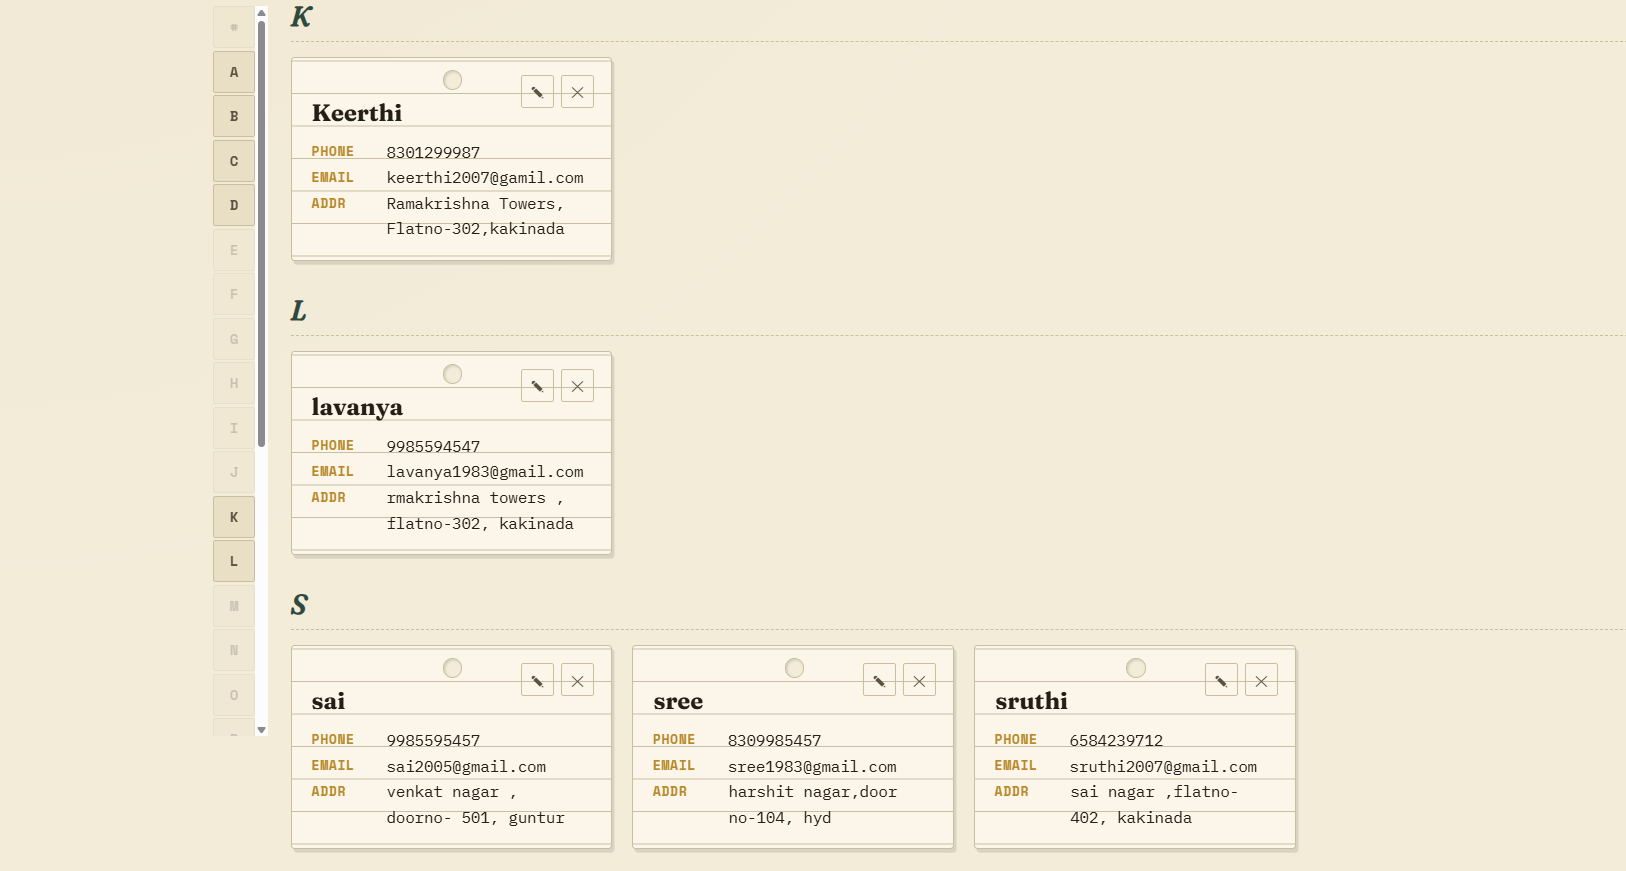 #
A
B
C
D
E
F
G
H
I
J
K
L
M
N
O
K
Keerthi
PHONE 8301299987
EMAIL keerthi2007@gamil.com
ADDR Ramakrishna Towers,
Flatno-302,kakinada
L
lavanya
PHONE 9985594547
EMAIL lavanya1983@gmail.com
ADDR rmakrishna towers ,
flatno-302, kakinada
S
sai
PHONE 9985595457
EMAIL sai2005@gmail.com
ADDR venkat nagar ,
doorno- 501, guntur
sree
PHONE 8309985457
EMAIL sree1983@gmail.com
ADDR harshit nagar,door
no-104, hyd
sruthi
PHONE 6584239712
EMAIL sruthi2007@gmail.com
ADDR sai nagar ,flatno-
402, kakinada